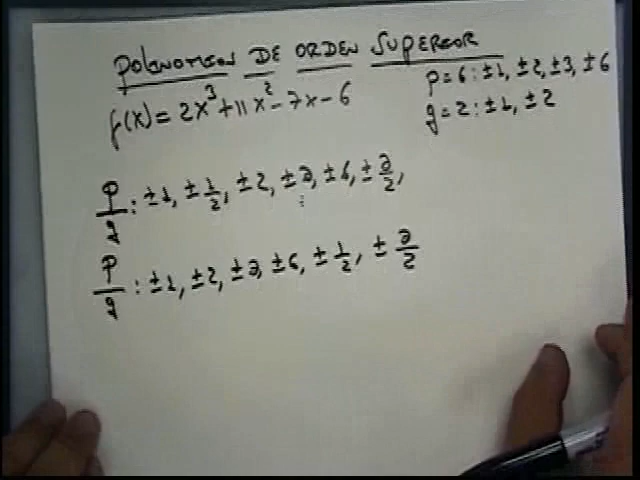 POLINOMIOS DE ORDEN SUPERIOR
p=6: ±1, ±2, ±3, ±6
f(x)=2x³+11x²-7x-6
q=2: ±1, ±2
p/q: ±1, ±1/2, ±2, ±3, ±6, ±3/2,
p/q: ±1, ±2, ±3, ±6, ±1/2, ±3/2